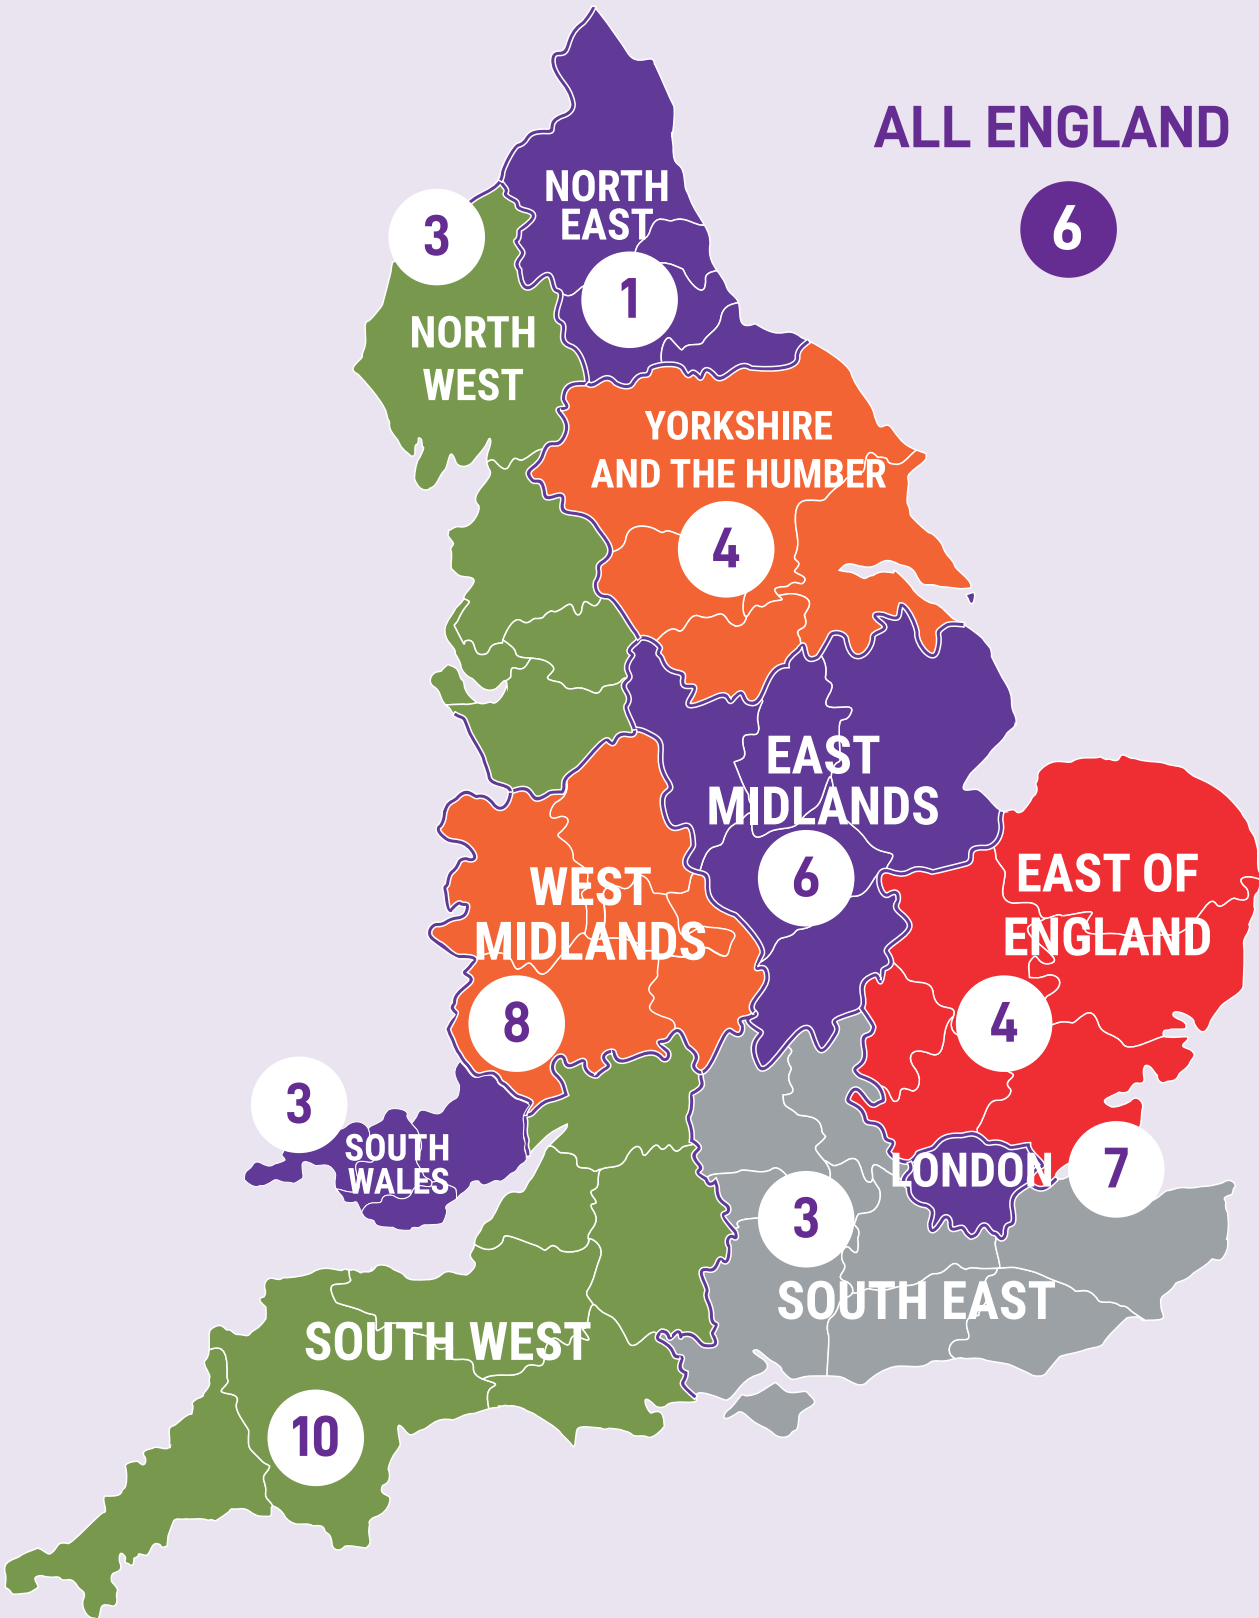 ALL ENGLAND
6
NORTH
EAST
1
3
NORTH
WEST
YORKSHIRE
AND THE HUMBER
4
EAST
MIDLANDS
6
WEST
MIDLANDS
8
EAST OF
ENGLAND
4
3
SOUTH
WALES
LONDON
7
3
SOUTH EAST
SOUTH WEST
10